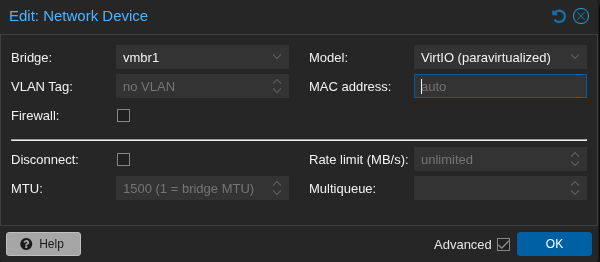 Edit: Network Device
Bridge: vmbr1 Model: VirtIO (paravirtualized)
VLAN Tag: no VLAN MAC address: auto
Firewall:
Disconnect: Rate limit (MB/s): unlimited
MTU: 1500 (1 = bridge MTU) Multiqueue:
Help Advanced OK